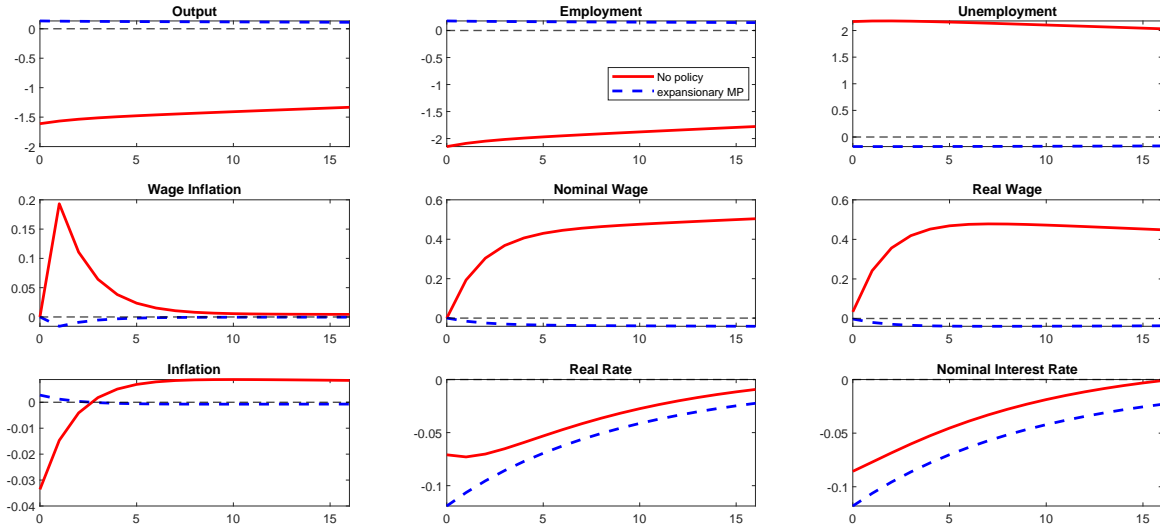 Output
0
-0.5
-1
-1.5
-2
0 5 10 15
Employment
0
-0.5
-1
-1.5
-2
0 5 10 15
No policy
expansionary MP
Unemployment
2
1.5
1
0.5
0
0 5 10 15
Wage Inflation
0.2
0.15
0.1
0.05
0
0 5 10 15
Nominal Wage
0.6
0.4
0.2
0
0 5 10 15
Real Wage
0.6
0.4
0.2
0
0 5 10 15
Inflation
0
-0.01
-0.02
-0.03
-0.04
0 5 10 15
Real Rate
0
-0.05
-0.1
0 5 10 15
Nominal Interest Rate
0
-0.05
-0.1
0 5 10 15